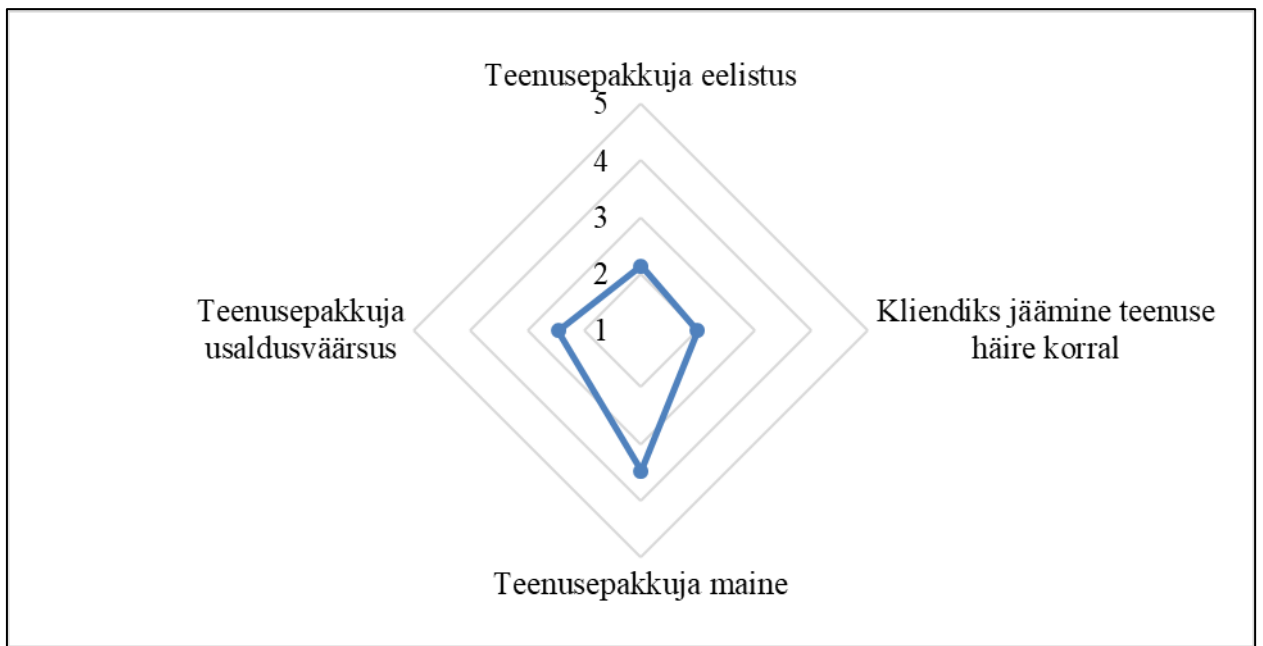 Teenusepakkuja eelistus
5
4
3
2
1
Teenusepakkuja
usaldusväärsus
Kliendiks jäämine teenuse
häire korral
Teenusepakkuja maine